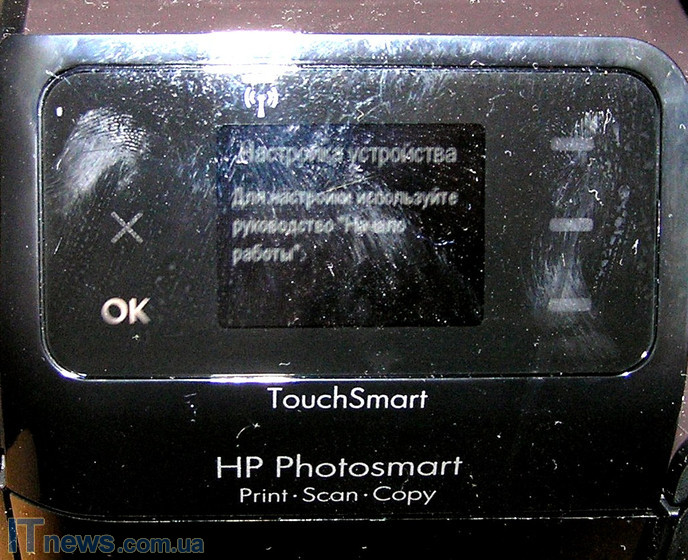 Настройка устройства
Для настройки используйте
руководство "Начало
работы".
OK
TouchSmart
HP Photosmart
Print · Scan · Copy
ITnews.com.ua